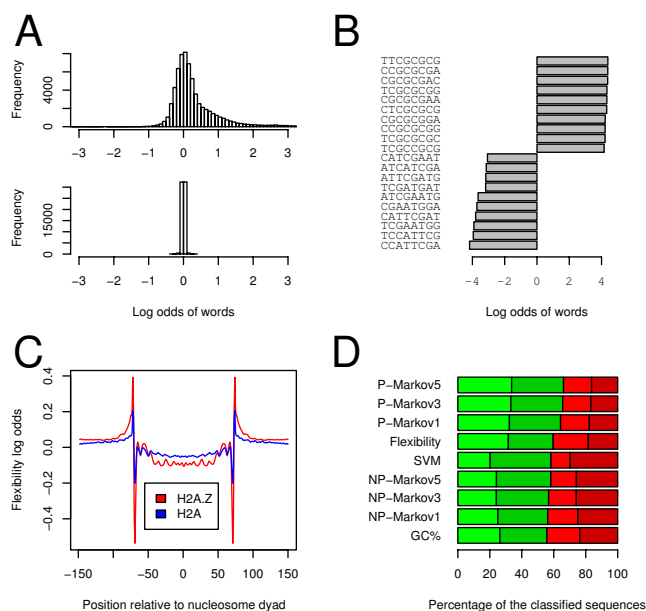 A
Frequency
0 4000
−3 −2 −1 0 1 2 3
Frequency
0 15000
−3 −2 −1 0 1 2 3
Log odds of words
B
TTCGCGCG
CCGCGCGA
CGCGCGAC
TCGCGCGG
CGCGCGAA
CTCGCGCG
CGCGCGGA
CCGCGCGG
TCGCGCGC
TCGCCGCG
CATCGAAT
ATCATCGA
ATTCGATG
TCGATGAT
ATCGAATG
CGAATGGA
CATTCGAT
TCGAATGG
TCCATTCG
CCATTCGA
−4 −2 0 2 4
Log odds of words
C
Flexibility log odds
0.4
0.2
0.0
−0.2
−0.4
H2A.Z
H2A
−150 −50 0 50 100 150
Position relative to nucleosome dyad
D
P−Markov5
P−Markov3
P−Markov1
Flexibility
SVM
NP−Markov5
NP−Markov3
NP−Markov1
GC%
0 20 40 60 80 100
Percentage of the classified sequences